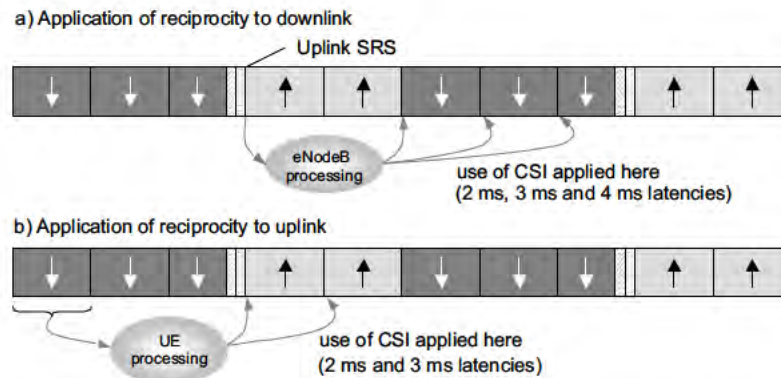 a) Application of reciprocity to downlink
Uplink SRS
eNodeB
processing
use of CSI applied here
(2 ms, 3 ms and 4 ms latencies)
b) Application of reciprocity to uplink
UE
processing
use of CSI applied here
(2 ms and 3 ms latencies)